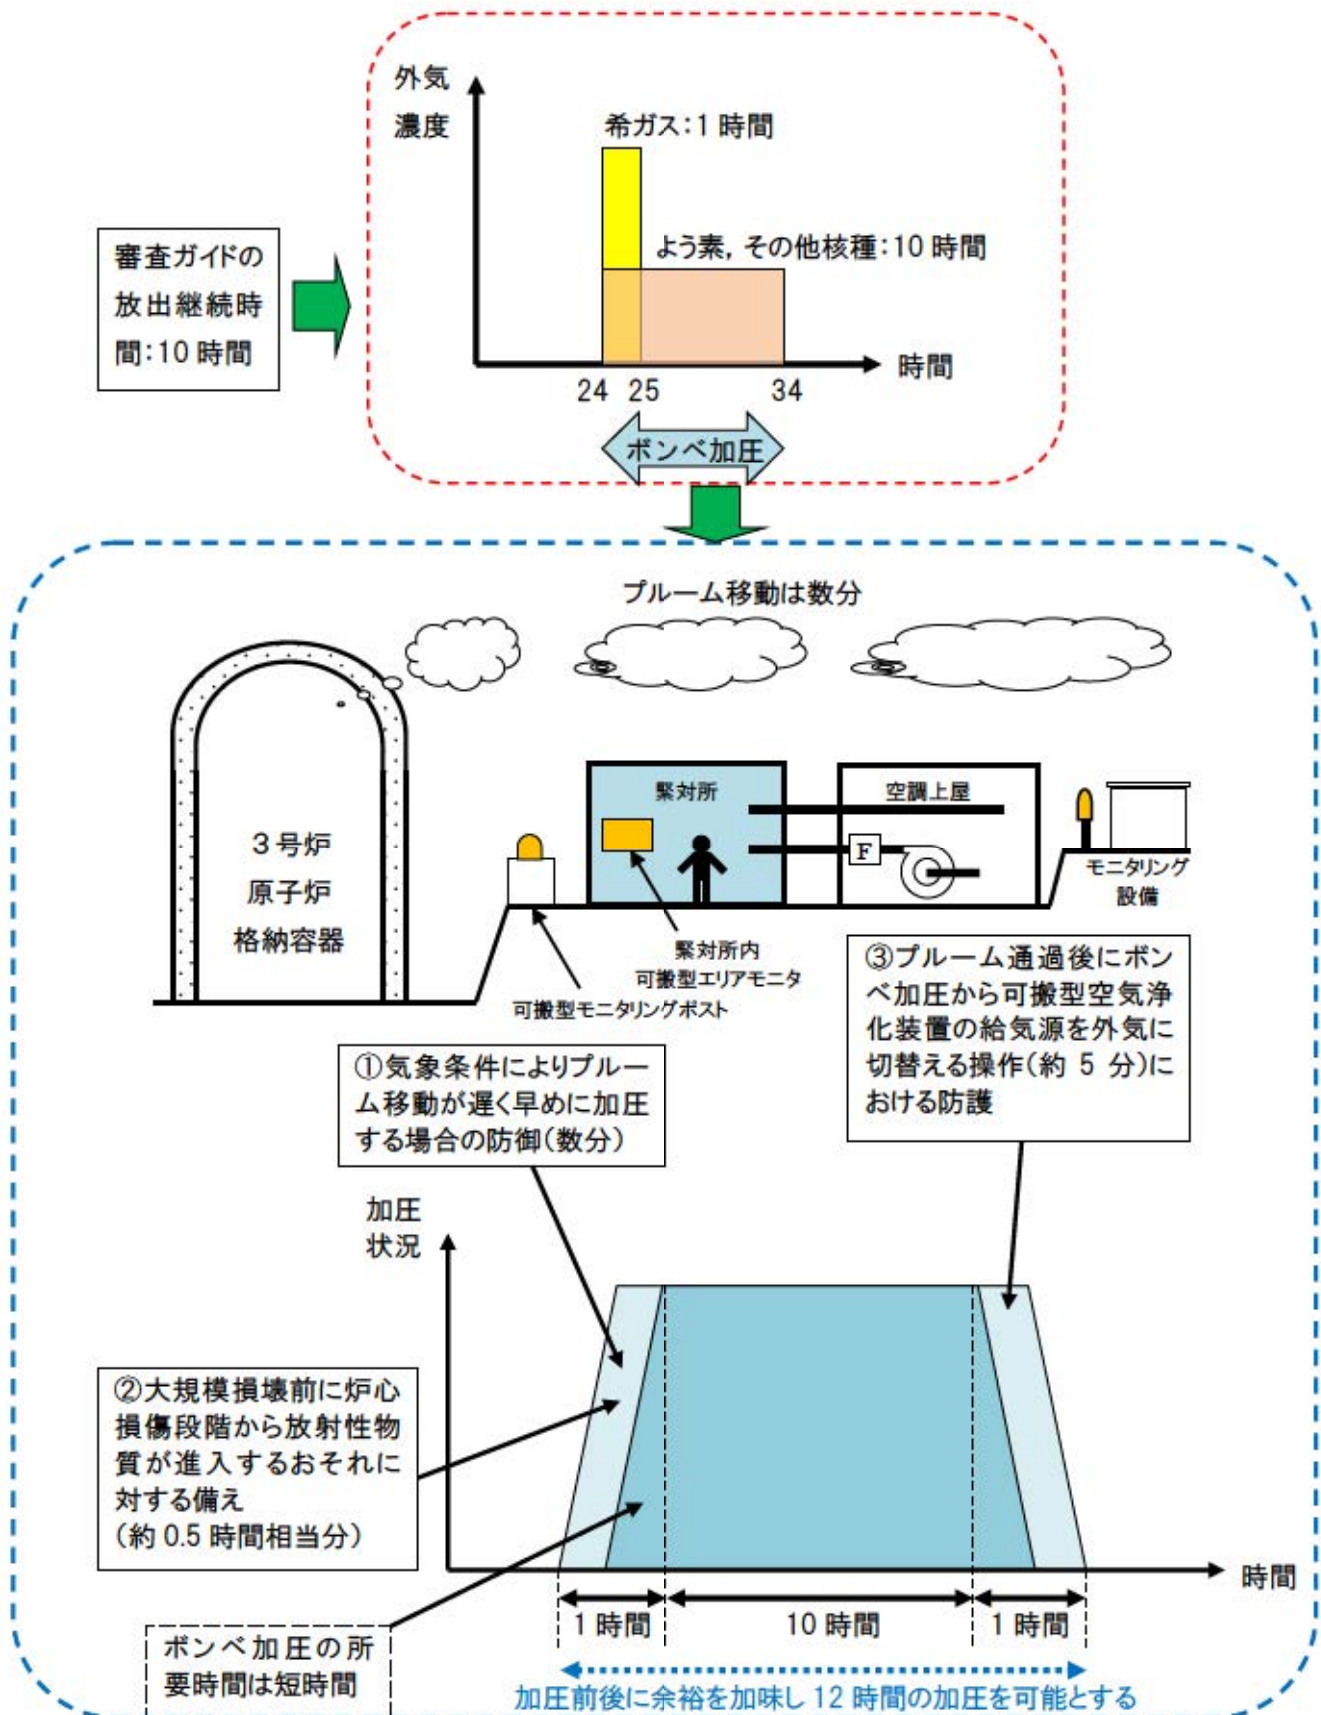 外気
濃度
希ガス：1 時間
よう素，その他核種：10 時間
審査ガイドの
放出継続時
間：10 時間
時間
24 25 34
ボンベ加圧
プルーム移動は数分
緊対所
空調上屋
F
3 号炉
原子炉
格納容器
モニタリング
設備
緊対所内
可搬型エリアモニタ
可搬型モニタリングポスト
③プルーム通過後にボン
ベ加圧から可搬型空気浄
化装置の給気源を外気に
切替える操作（約 5 分）に
おける防護
①気象条件によりプルー
ム移動が遅く早めに加圧
する場合の防御（数分）
加圧
状況
②大規模損壊前に炉心
損傷段階から放射性物
質が進入するおそれに
対する備え
（約 0.5 時間相当分）
時間
1 時間 10 時間 1 時間
ボンベ加圧の所
要時間は短時間
加圧前後に余裕を加味し 12 時間の加圧を可能とする